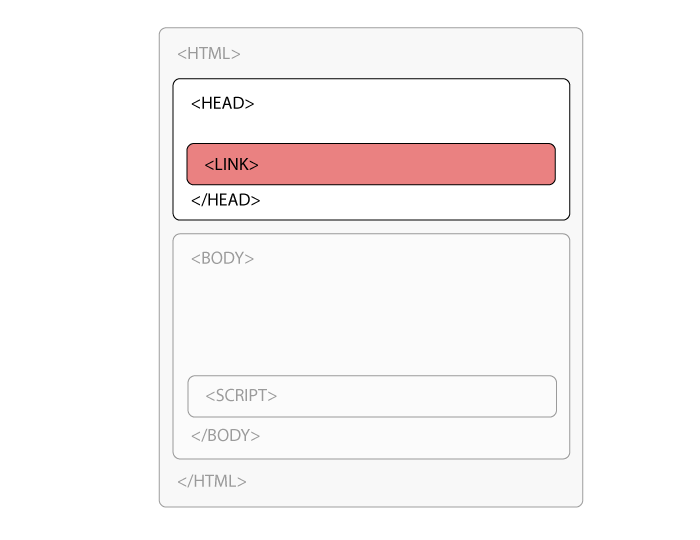 <HTML>
<HEAD>
<LINK>
</HEAD>
<BODY>
<SCRIPT>
</BODY>
</HTML>